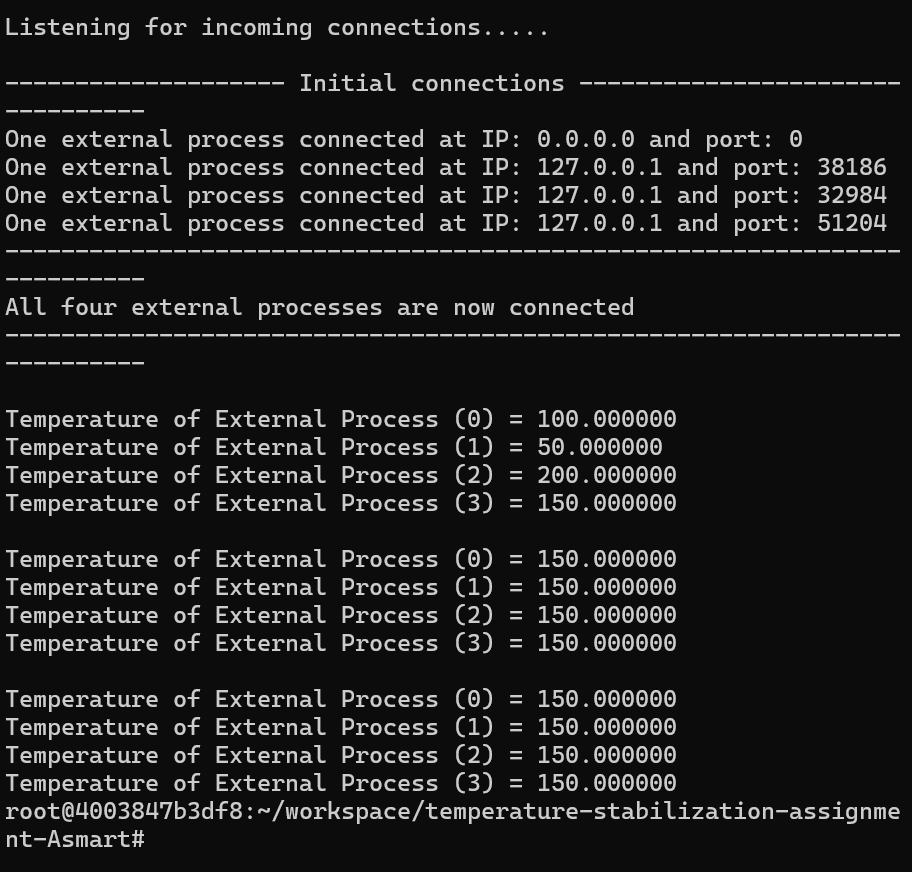 Listening for incoming connections.....
-------------------- Initial connections -----------------------
----------
One external process connected at IP: 0.0.0.0 and port: 0
One external process connected at IP: 127.0.0.1 and port: 38186
One external process connected at IP: 127.0.0.1 and port: 32984
One external process connected at IP: 127.0.0.1 and port: 51204
----------------------------------------------------------------
----------
All four external processes are now connected
----------------------------------------------------------------
----------
Temperature of External Process (0) = 100.000000
Temperature of External Process (1) = 50.000000
Temperature of External Process (2) = 200.000000
Temperature of External Process (3) = 150.000000
Temperature of External Process (0) = 150.000000
Temperature of External Process (1) = 150.000000
Temperature of External Process (2) = 150.000000
Temperature of External Process (3) = 150.000000
Temperature of External Process (0) = 150.000000
Temperature of External Process (1) = 150.000000
Temperature of External Process (2) = 150.000000
Temperature of External Process (3) = 150.000000
root@4003847b3df8:~/workspace/temperature-stabilization-assignme
nt-Asmart#